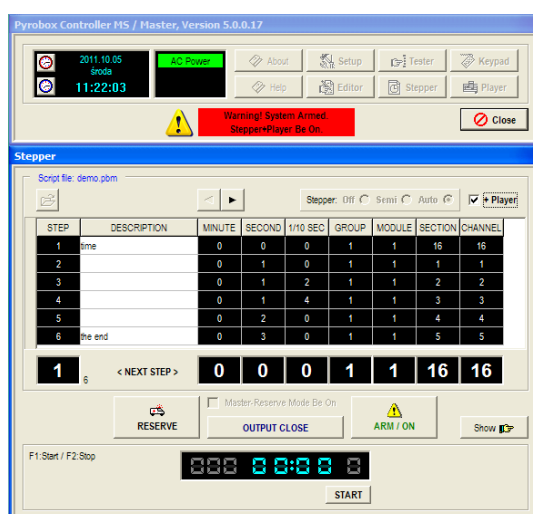 Pyrobox Controller MS / Master, Version 5.0.0.17
2011.10.05
środa
11:22:03
AC Power
About
Setup
Tester
Keypad
Help
Editor
Stepper
Player
Warning! System Armed.
Stepper+Player Be On.
Close
Stepper
Script file: demo.pbm
< ► Stepper: Off Semi Auto + Player
STEP DESCRIPTION MINUTE SECOND 1/10 SEC GROUP MODULE SECTION CHANNEL
1 time 0 0 0 1 1 16 16
2 0 1 0 1 1 1 1
3 0 1 2 1 1 2 2
4 0 1 4 1 1 3 3
5 0 2 0 1 1 4 4
6 the end 0 3 0 1 1 5 5
1 6 < NEXT STEP > 0 0 0 1 1 16 16
RESERVE
Master-Reserve Mode Be On
OUTPUT CLOSE
ARM / ON
Show
F1:Start / F2:Stop
00:00
START